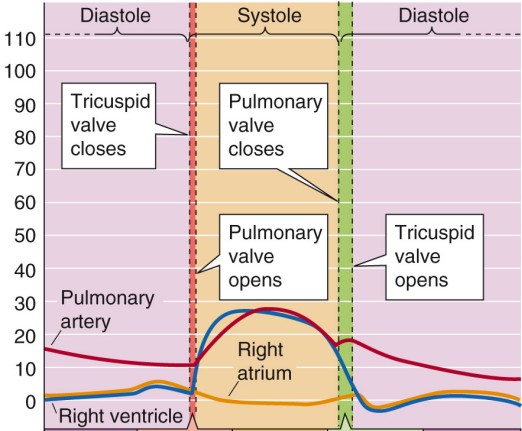 Diastole
Systole
Diastole
110
100
90
80
70
60
50
40
30
20
10
0
Tricuspid
valve
closes
Pulmonary
valve
closes
Pulmonary
valve
opens
Tricuspid
valve
opens
Pulmonary
artery
Right
atrium
Right ventricle